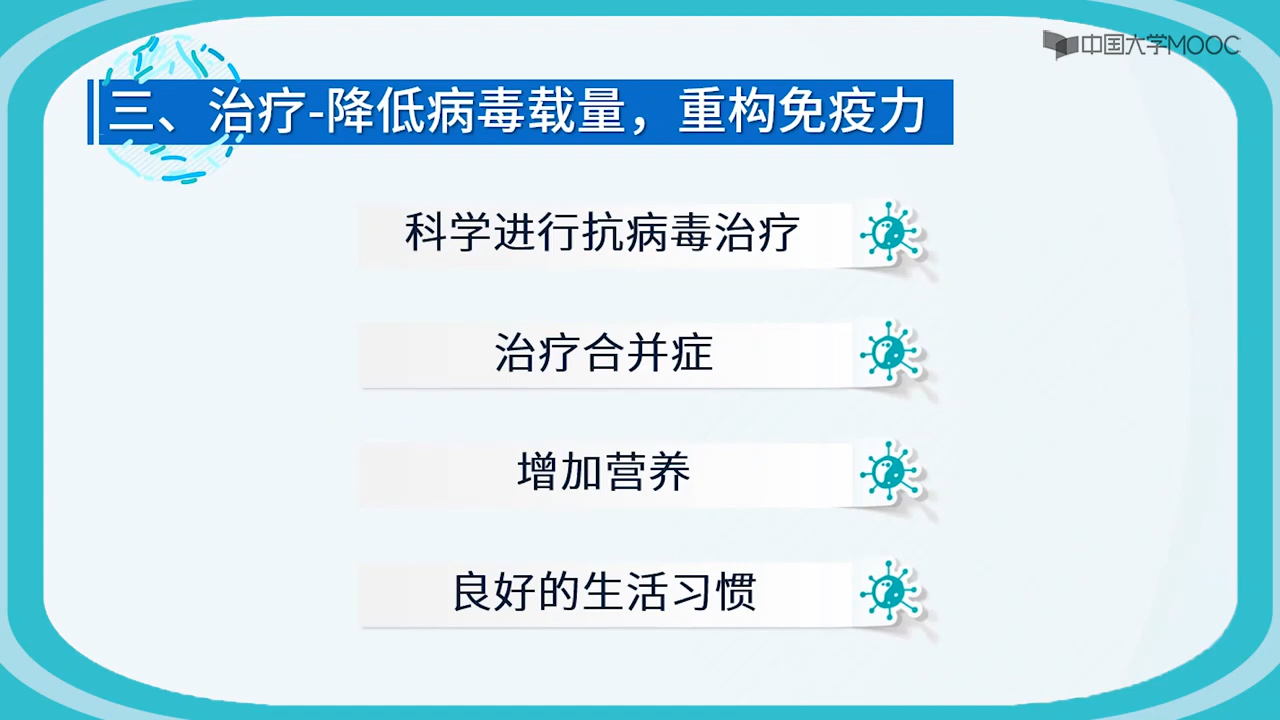 中国大学MOOC
三、治疗-降低病毒载量，重构免疫力
科学进行抗病毒治疗
治疗合并症
增加营养
良好的生活习惯